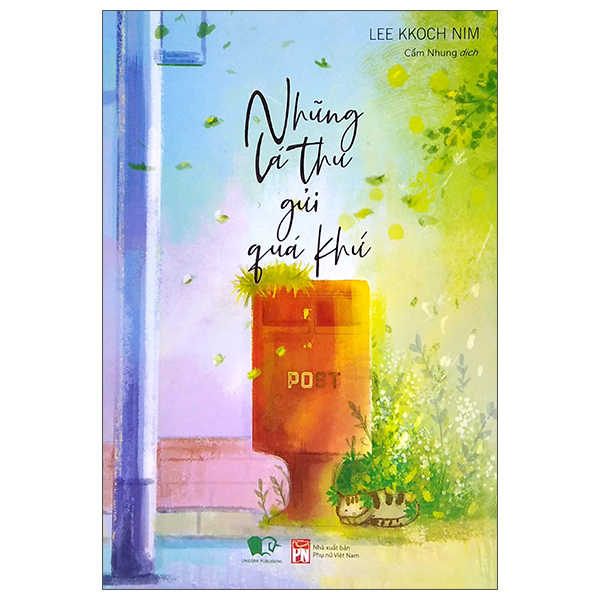 LEE KKOCH NIM
Cẩm Nhung dịch
Những
lá thư
gửi
quá khứ
POST
UNICORN PUBLISHING
PN
Nhà xuất bản
Phụ nữ Việt Nam